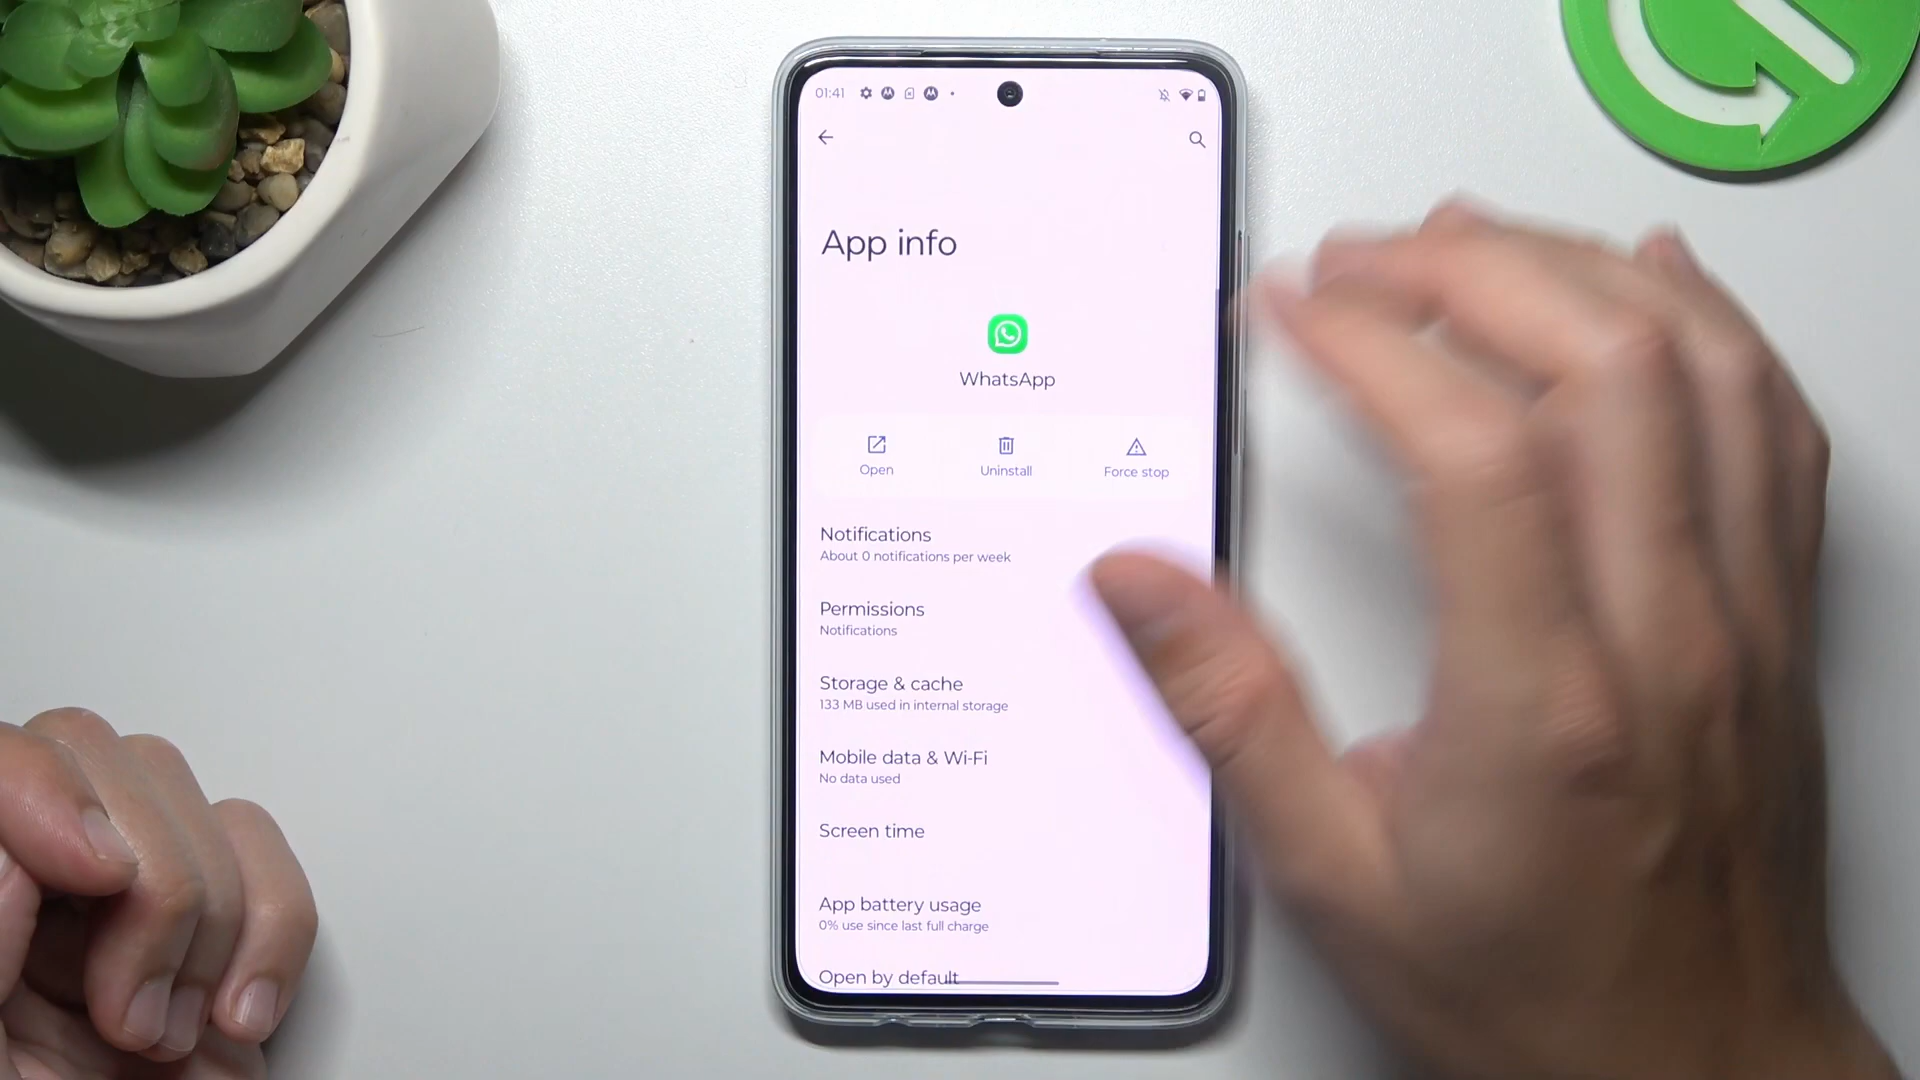 01:41
App info
WhatsApp
Open
Uninstall
Force stop
Notifications
About 0 notifications per week
Permissions
Notifications
Storage & cache
133 MB used in internal storage
Mobile data & Wi-Fi
No data used
Screen time
App battery usage
0% use since last full charge
Open by default